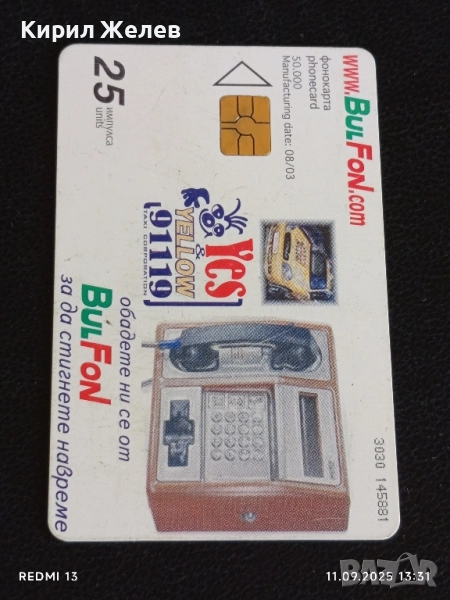 Кирил Желев
www.BULFON.com
фонокарта
phonecard
50.000
Manufacturing date: 08/03
25 импулса
units
Yes
&
YELLOW
91119
TAXI CORPORATION
обадете ни се от
BULFON
за да стигнете навреме
3030 145881
REDMI 13
11.09.2025 13:31
BAZAR